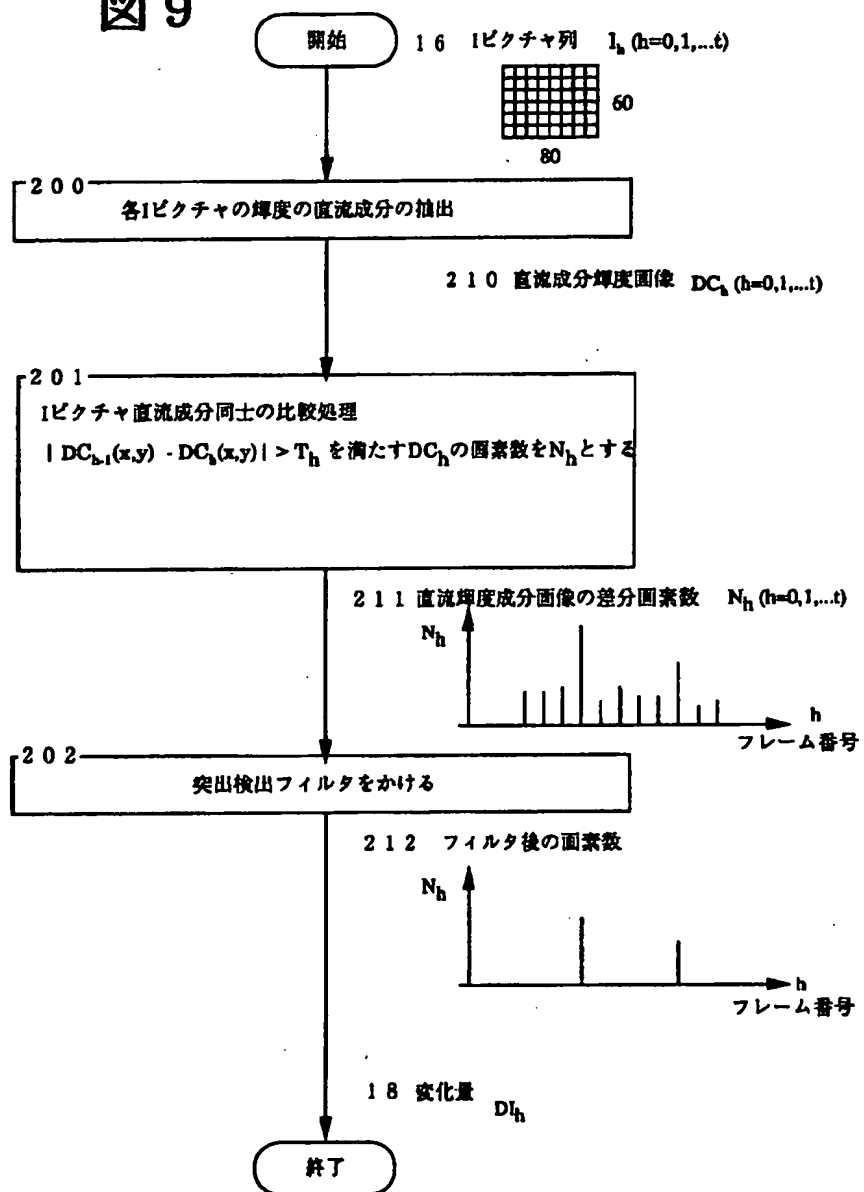 図9
開始
16 Iピクチャ列 I_h (h=0,1,...t)
60
80
200
各Iピクチャの輝度の直流成分の抽出
210 直流成分輝度画像 DC_h (h=0,1,...t)
201
Iピクチャ直流成分同士の比較処理
| DC_{h-1}(x,y) - DC_h(x,y) | > T_h を満たすDC_hの画素数をN_hとする
211 直流輝度成分画像の差分画素数 N_h (h=0,1,...t)
N_h
h
フレーム番号
202
突出検出フィルタをかける
212 フィルタ後の画素数
N_h
h
フレーム番号
18 変化量 DI_h
終了